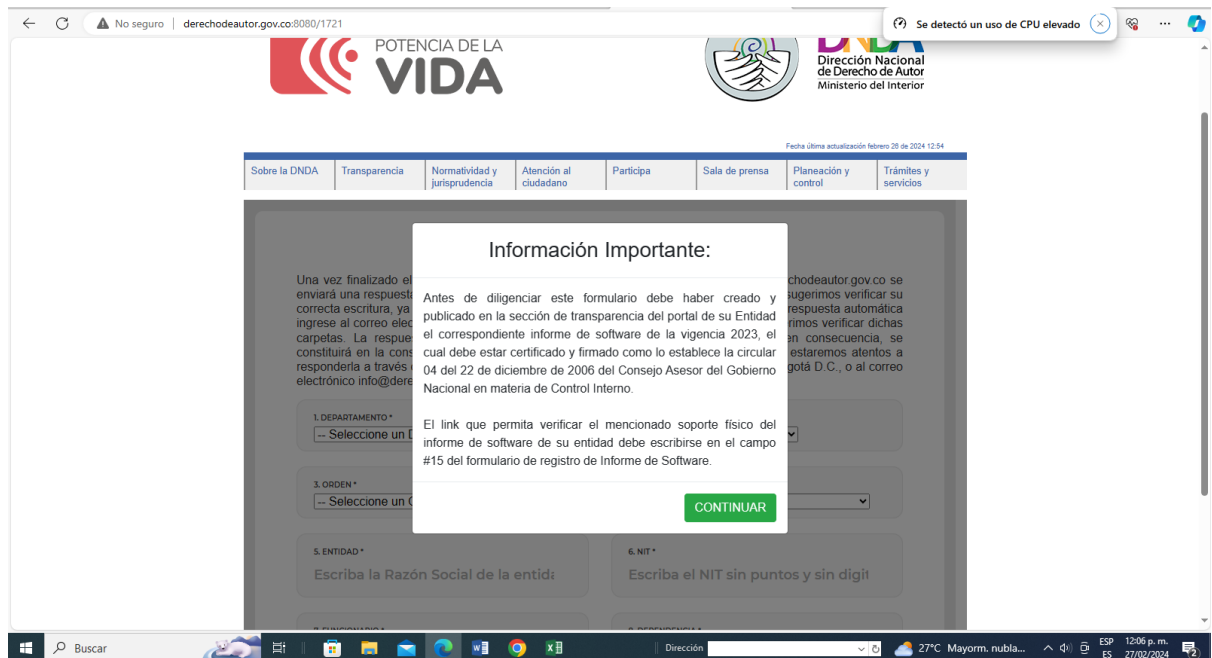 No seguro | derechodeautor.gov.co:8080/1721
Se detectó un uso de CPU elevado
POTENCIA DE LA
VIDA
DNDA
Dirección Nacional
de Derecho de Autor
Ministerio del Interior
Fecha última actualización febrero 28 de 2024 12:54
Sobre la DNDA
Transparencia
Normatividad y
jurisprudencia
Atención al
ciudadano
Participa
Sala de prensa
Planeación y
control
Trámites y
servicios
Información Importante:
Antes de diligenciar este formulario debe haber creado y
publicado en la sección de transparencia del portal de su Entidad
el correspondiente informe de software de la vigencia 2023, el
cual debe estar certificado y firmado como lo establece la circular
04 del 22 de diciembre de 2006 del Consejo Asesor del Gobierno
Nacional en materia de Control Interno.
El link que permita verificar el mencionado soporte físico del
informe de software de su entidad debe escribirse en el campo
#15 del formulario de registro de Informe de Software.
CONTINUAR
Una vez finalizado el chodeautor.gov.co se
enviará una respuesta sugerimos verificar su
correcta escritura, ya respuesta automática
ingrese al correo elec rimos verificar dichas
carpetas. La respue en consecuencia, se
constituirá en la cons estaremos atentos a
responderla a través gotá D.C., o al correo
electrónico info@dere
1. DEPARTAMENTO *
-- Seleccione un D
3. ORDEN *
-- Seleccione un O
5. ENTIDAD *
Escriba la Razón Social de la entida
6. NIT *
Escriba el NIT sin puntos y sin digit
Buscar
Dirección
27°C Mayorm. nubla...
ESP
ES
12:06 p. m.
27/02/2024
2